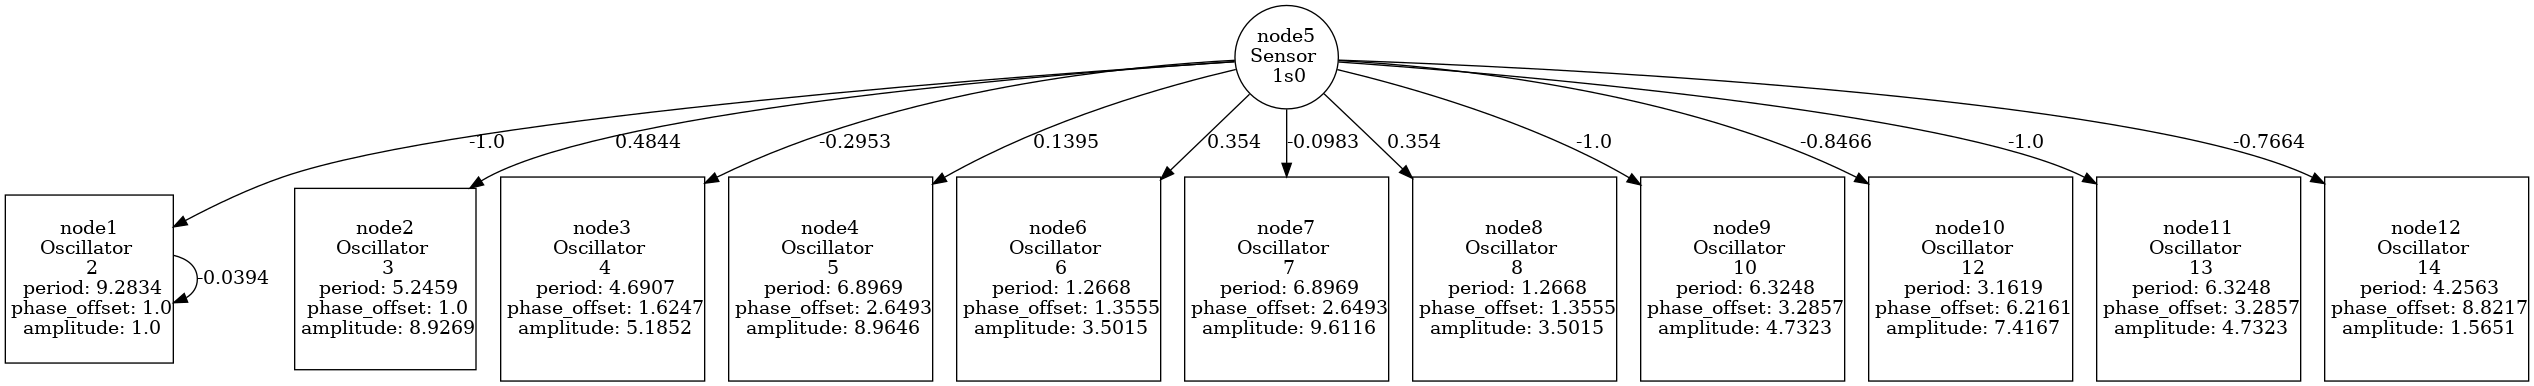 node5
Sensor
1s0
-1.0
0.4844
-0.2953
0.1395
0.354
-0.0983
0.354
-1.0
-0.8466
-1.0
-0.7664
node1
Oscillator
2
period: 9.2834
phase_offset: 1.0
amplitude: 1.0
-0.0394
node2
Oscillator
3
period: 5.2459
phase_offset: 1.0
amplitude: 8.9269
node3
Oscillator
4
period: 4.6907
phase_offset: 1.6247
amplitude: 5.1852
node4
Oscillator
5
period: 6.8969
phase_offset: 2.6493
amplitude: 8.9646
node6
Oscillator
6
period: 1.2668
phase_offset: 1.3555
amplitude: 3.5015
node7
Oscillator
7
period: 6.8969
phase_offset: 2.6493
amplitude: 9.6116
node8
Oscillator
8
period: 1.2668
phase_offset: 1.3555
amplitude: 3.5015
node9
Oscillator
10
period: 6.3248
phase_offset: 3.2857
amplitude: 4.7323
node10
Oscillator
12
period: 3.1619
phase_offset: 6.2161
amplitude: 7.4167
node11
Oscillator
13
period: 6.3248
phase_offset: 3.2857
amplitude: 4.7323
node12
Oscillator
14
period: 4.2563
phase_offset: 8.8217
amplitude: 1.5651